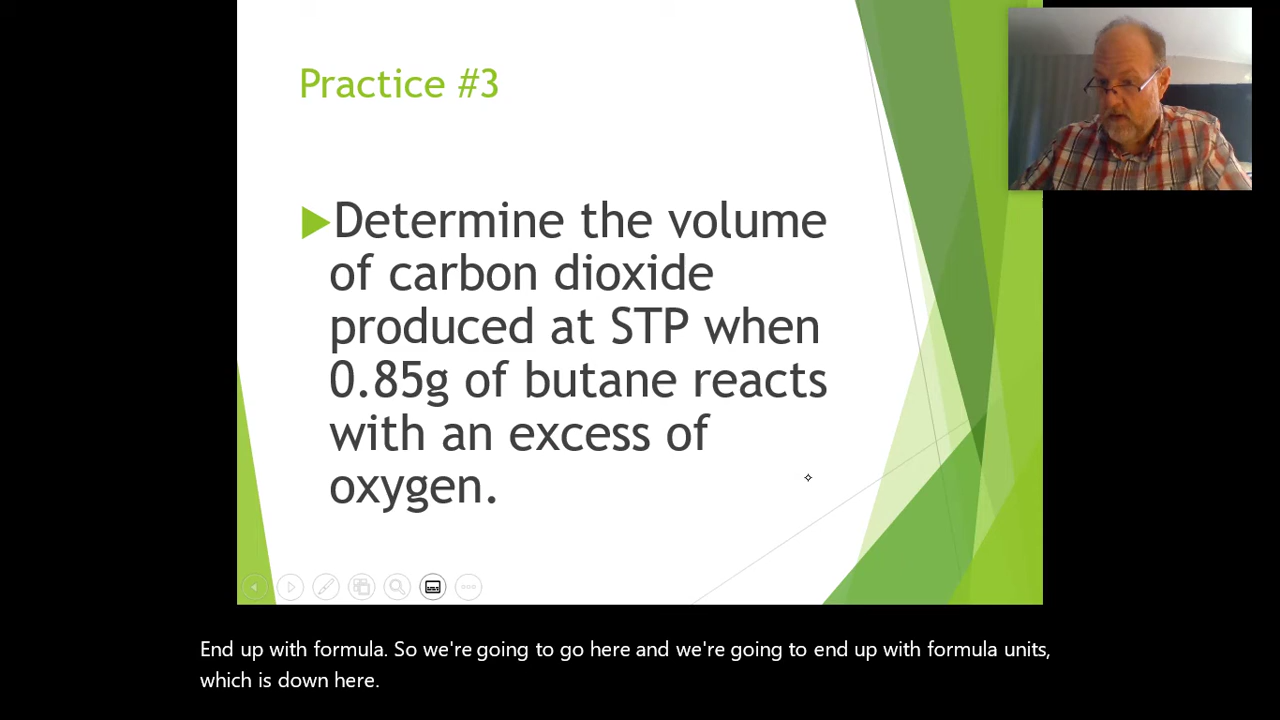 Practice #3
Determine the volume
of carbon dioxide
produced at STP when
0.85g of butane reacts
with an excess of
oxygen.
End up with formula. So we're going to go here and we're going to end up with formula units,
which is down here.